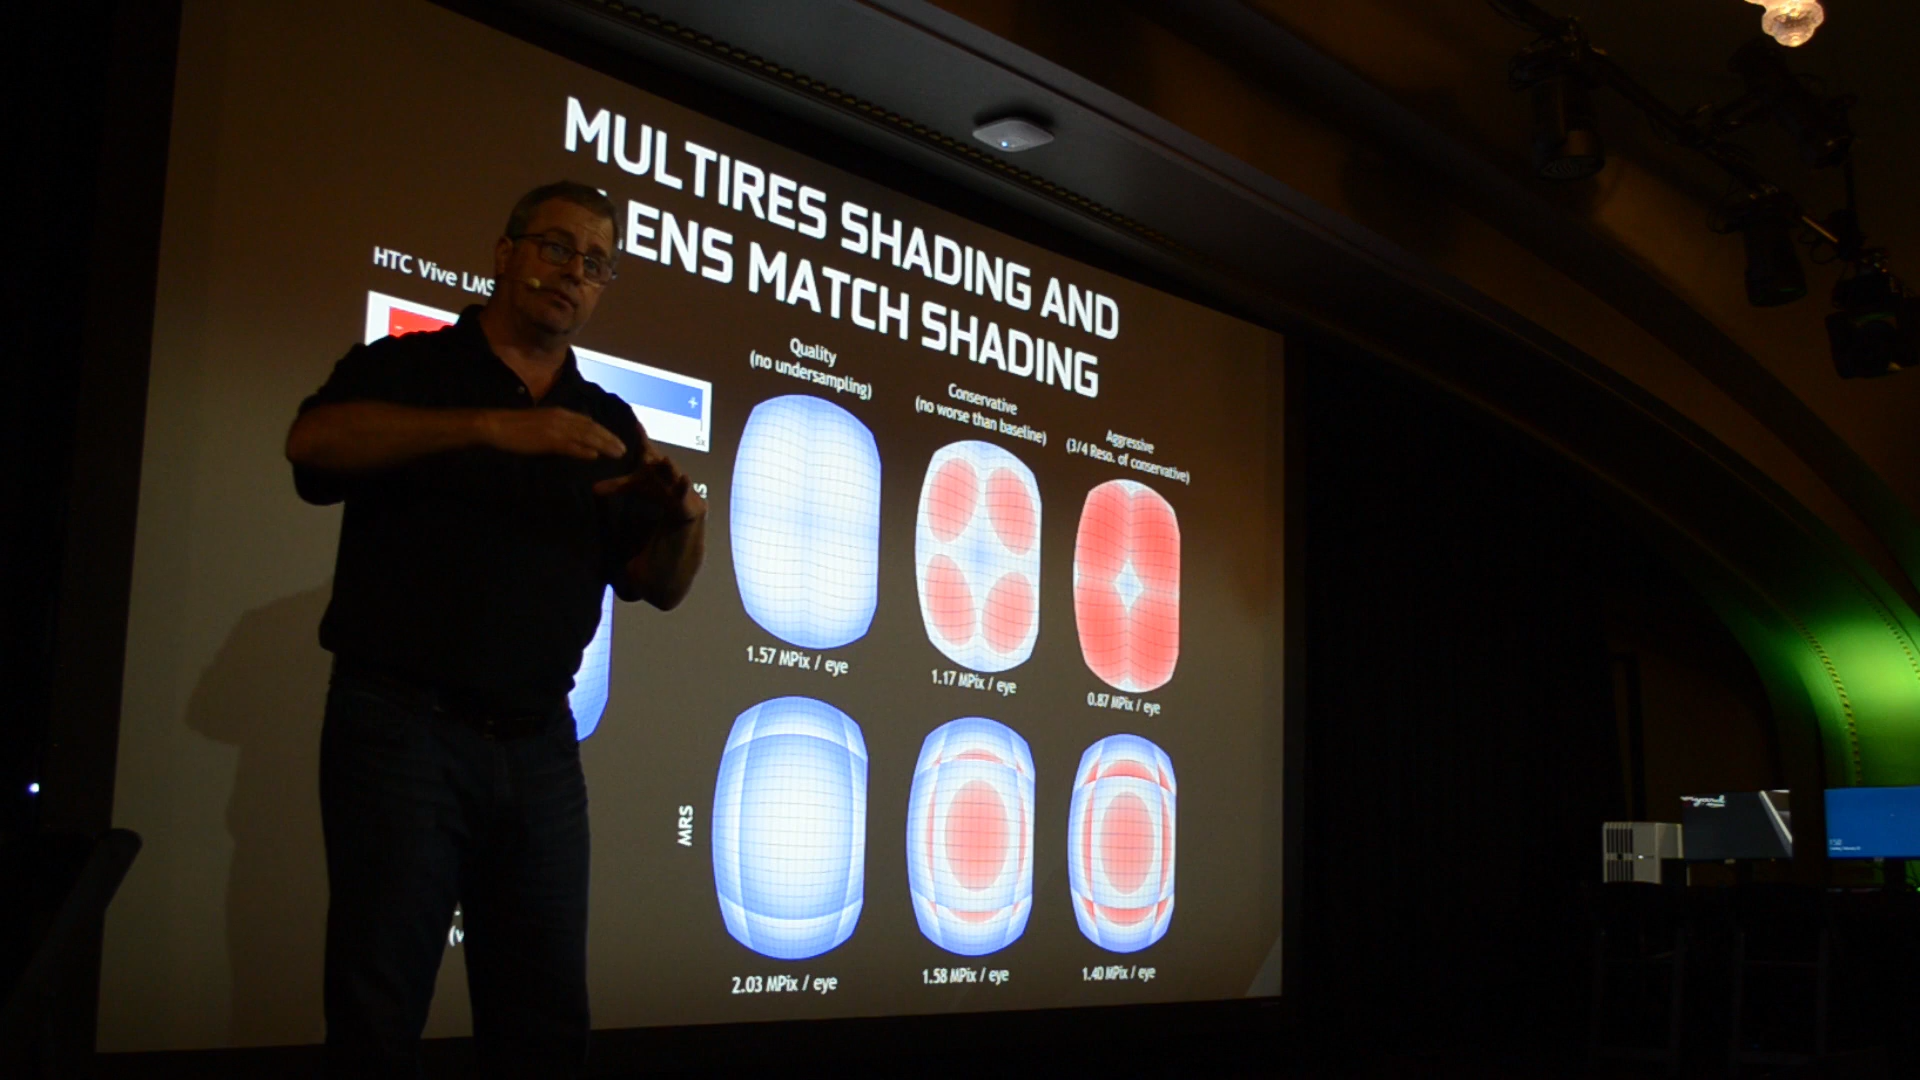 MULTIRES SHADING AND
LENS MATCH SHADING
HTC Vive LMS
+
5x
Quality
(no undersampling)
Conservative
(no worse than baseline)
Aggressive
(3/4 Reso. of conservative)
S
1.57 MPix / eye
1.17 MPix / eye
0.87 MPix / eye
MRS
2.03 MPix / eye
1.58 MPix / eye
1.40 MPix / eye